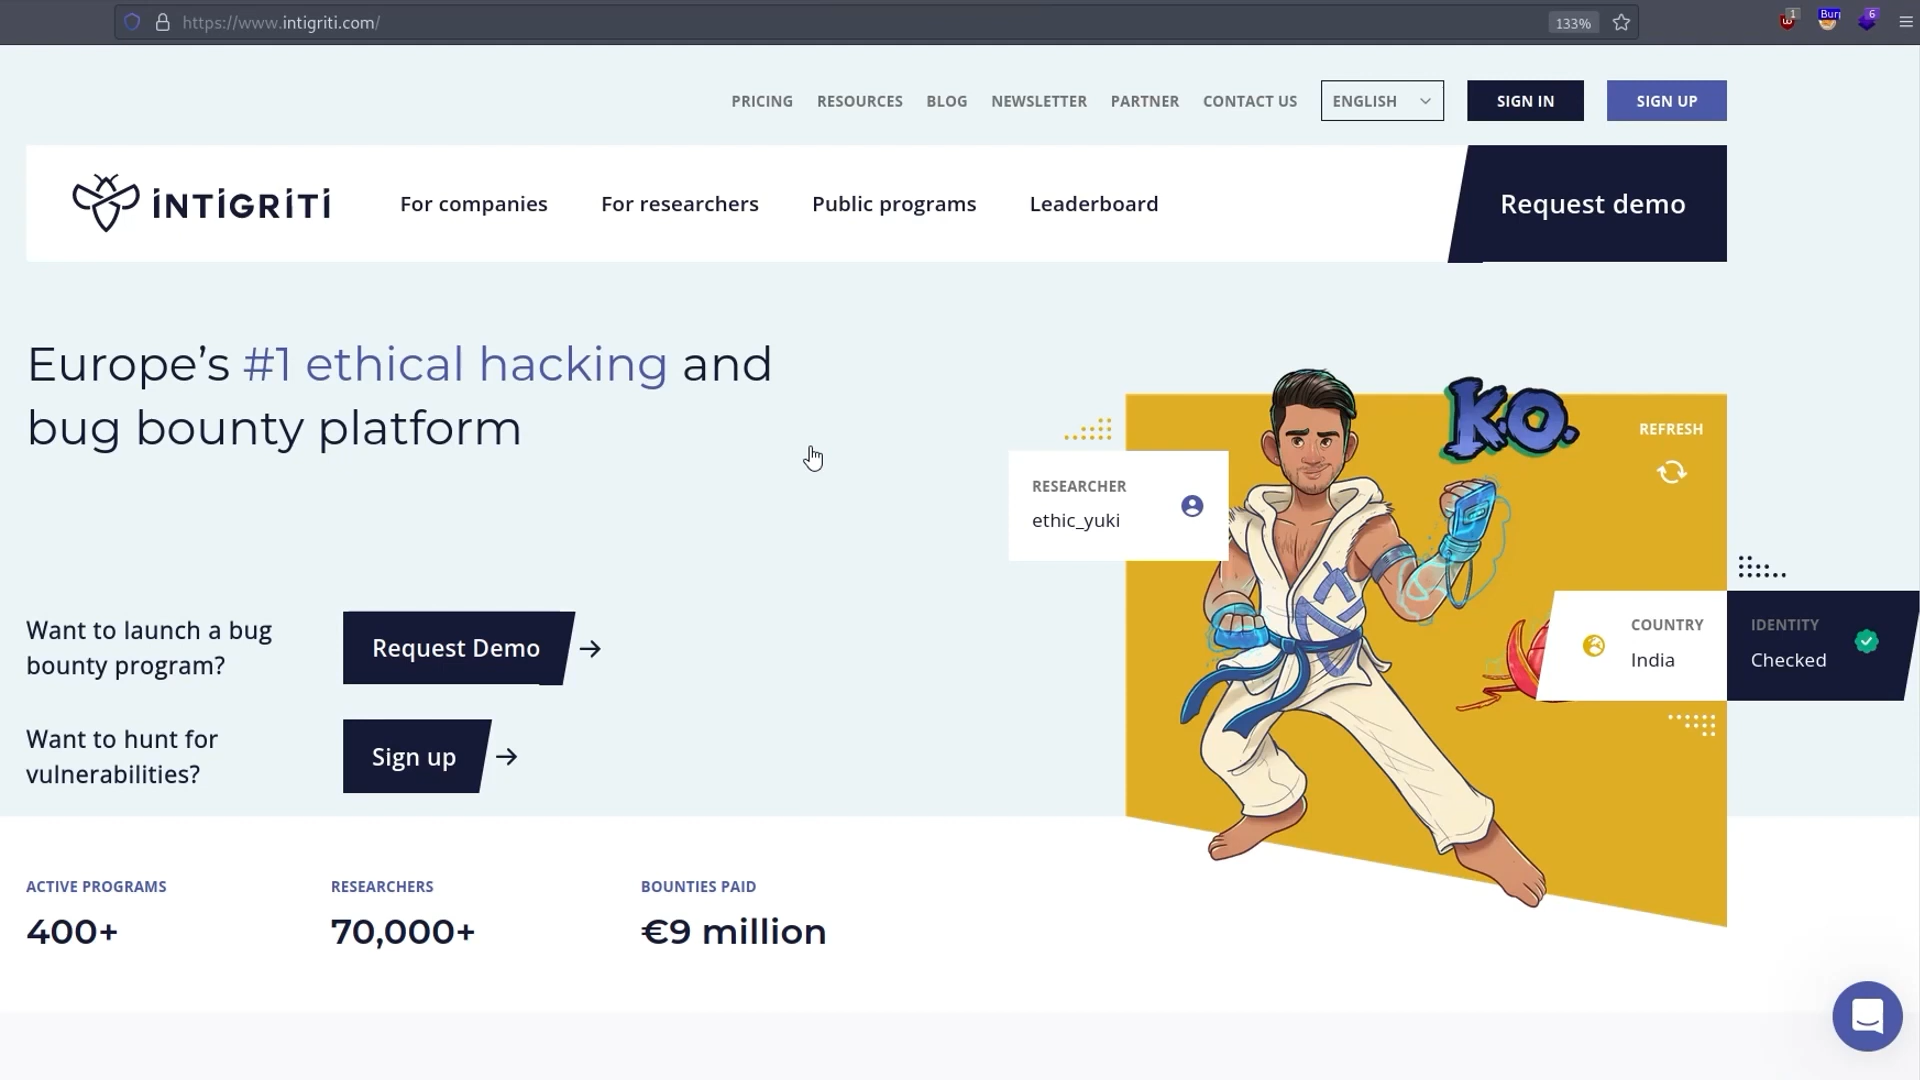 https://www.intigriti.com/
133%
1
Burp
6
PRICING
RESOURCES
BLOG
NEWSLETTER
PARTNER
CONTACT US
ENGLISH
SIGN IN
SIGN UP
INTIGRITI
For companies
For researchers
Public programs
Leaderboard
Request demo
Europe’s #1 ethical hacking and
bug bounty platform
K.O.
REFRESH
RESEARCHER
ethic_yuki
COUNTRY
India
IDENTITY
Checked
Want to launch a bug
bounty program?
Request Demo
Want to hunt for
vulnerabilities?
Sign up
ACTIVE PROGRAMS
400+
RESEARCHERS
70,000+
BOUNTIES PAID
€9 million